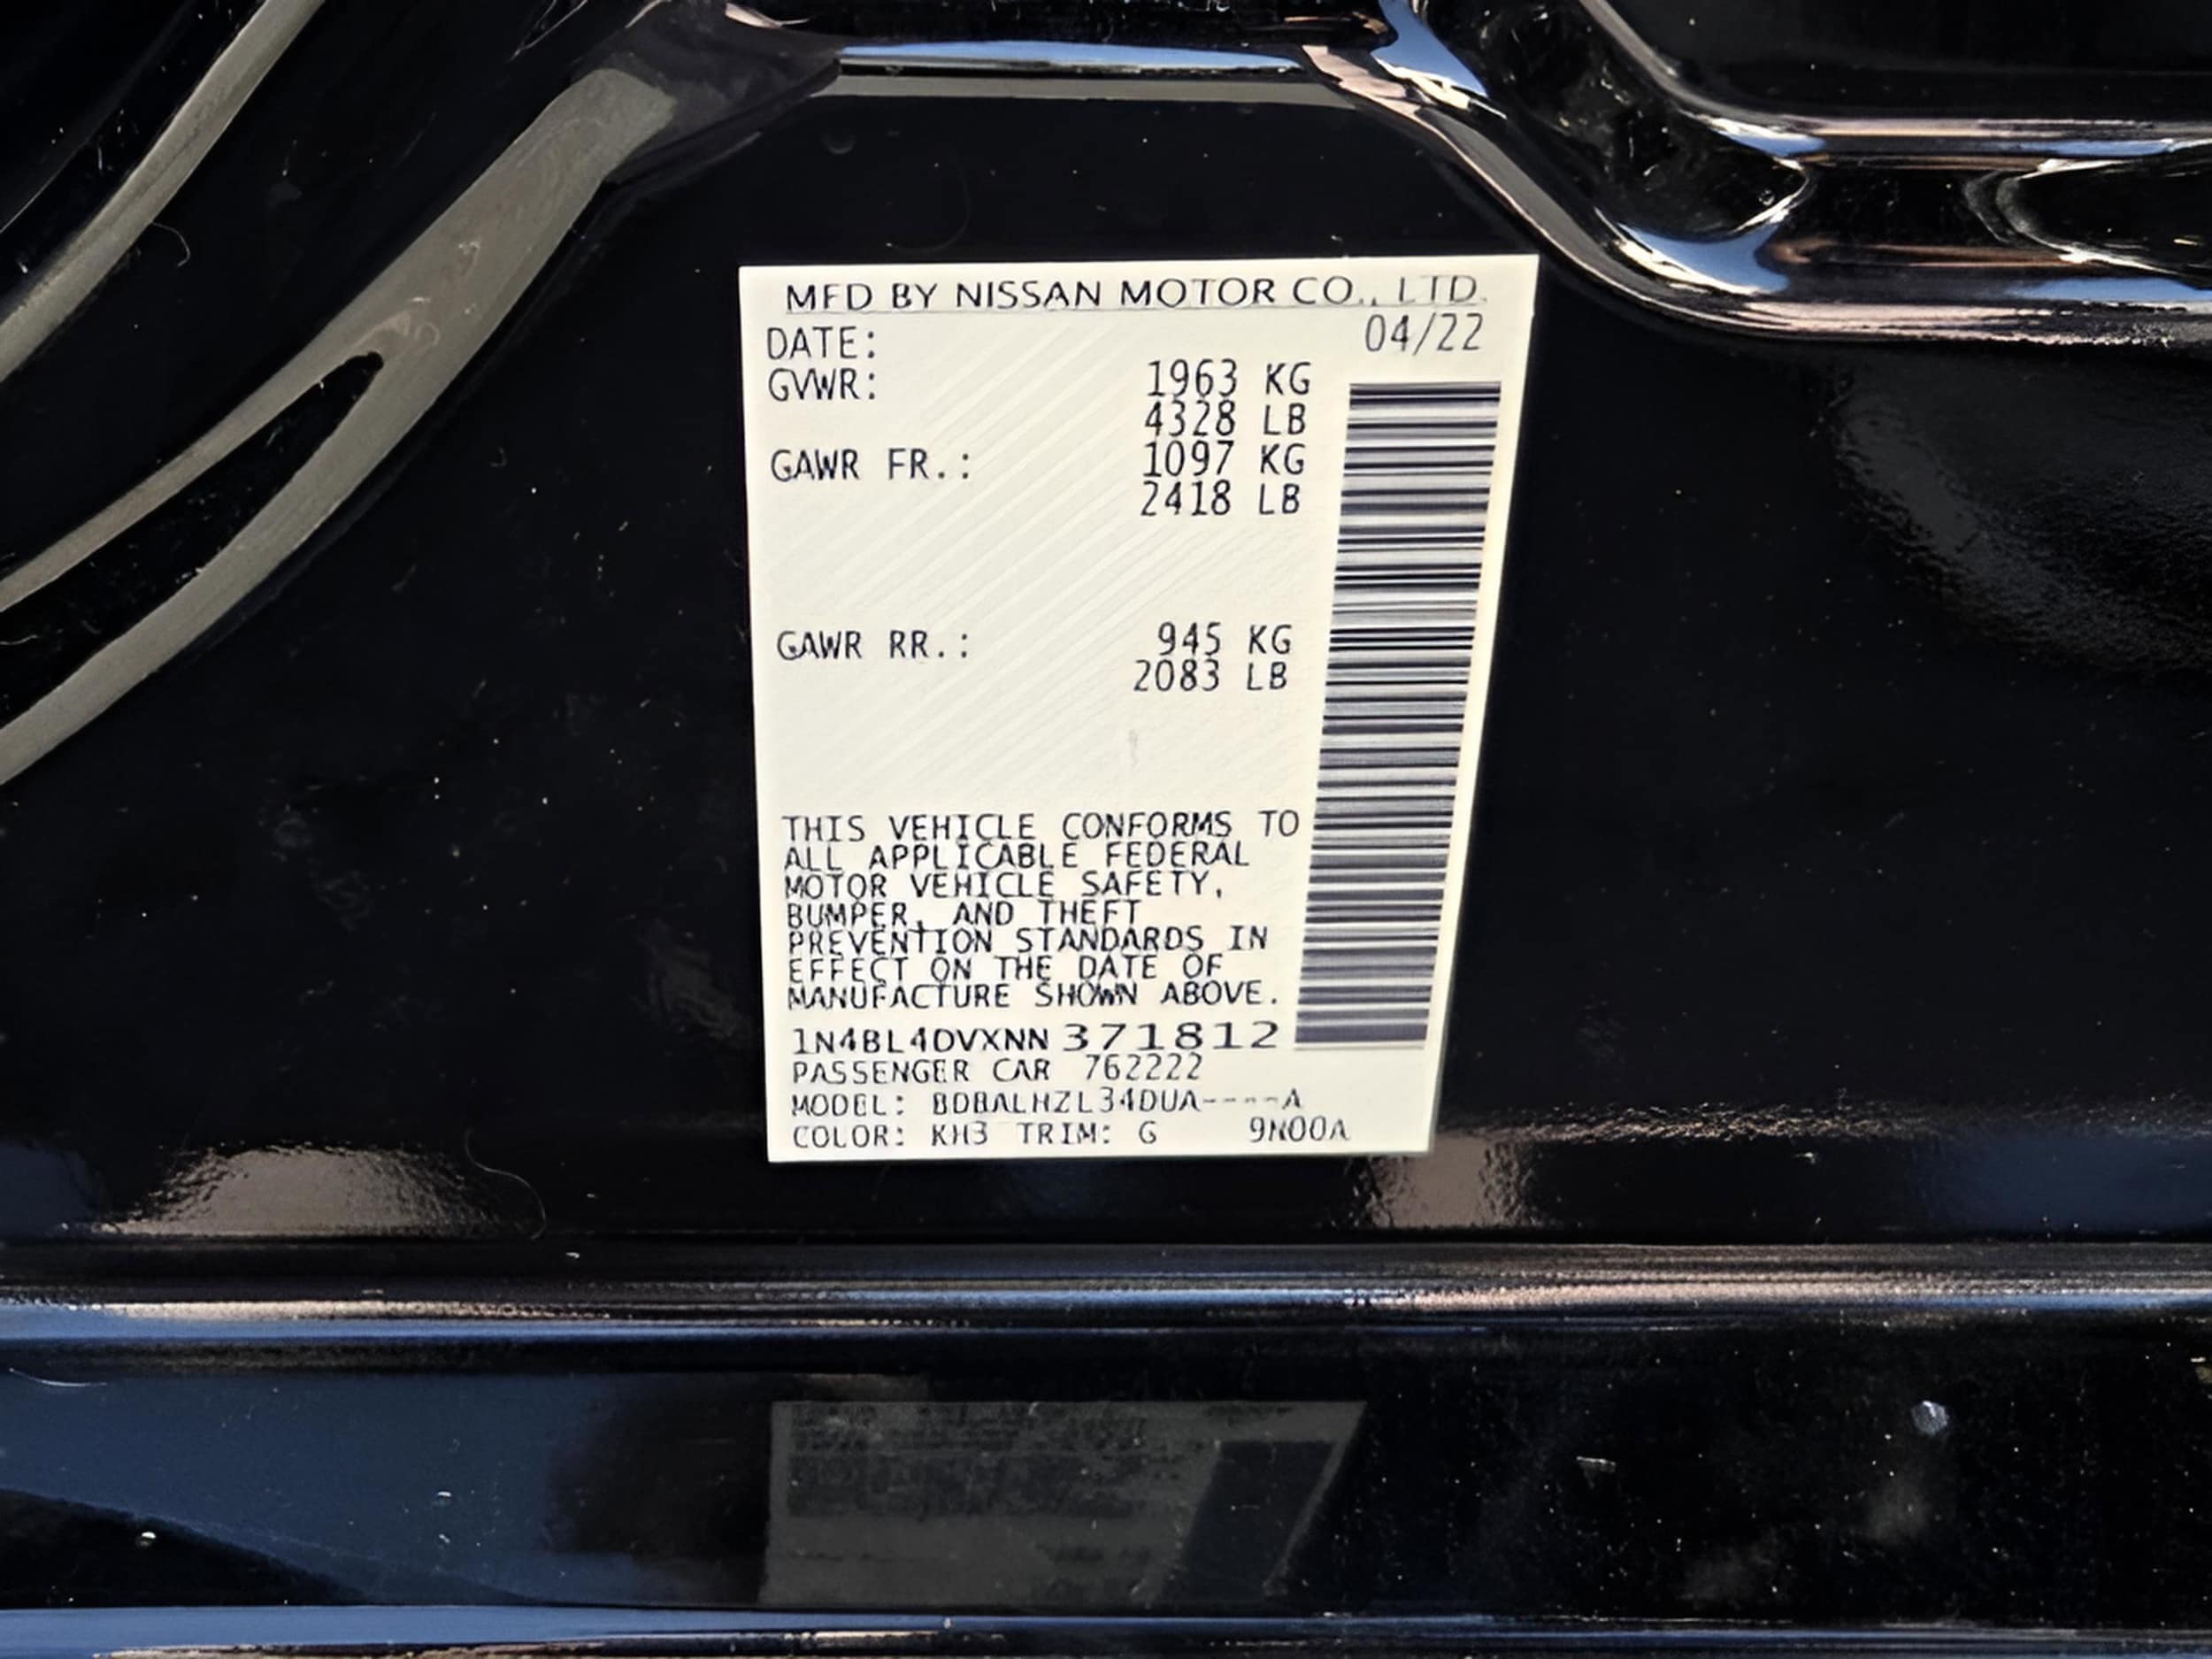 MFD BY NISSAN MOTOR CO., LTD.
DATE: 04/22
GVWR: 1963 KG
4328 LB
GAWR FR.: 1097 KG
2418 LB
GAWR RR.: 945 KG
2083 LB
THIS VEHICLE CONFORMS TO
ALL APPLICABLE FEDERAL
MOTOR VEHICLE SAFETY,
BUMPER, AND THEFT
PREVENTION STANDARDS IN
EFFECT ON THE DATE OF
MANUFACTURE SHOWN ABOVE.
1N4BL4DVXNN371812
PASSENGER CAR 762222
MODEL: BDBALHZL34DUA----A
COLOR: KH3 TRIM: G 9N00A